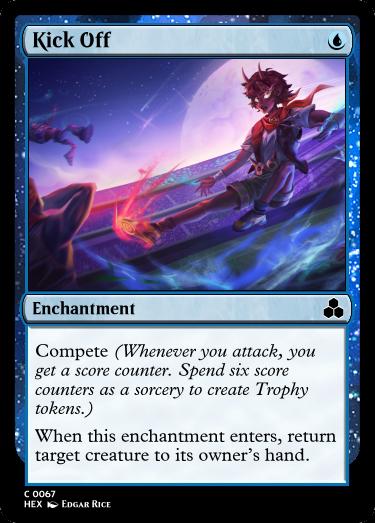 Kick Off
Enchantment
Compete (Whenever you attack, you
get a score counter. Spend six score
counters as a sorcery to create Trophy
tokens.)
When this enchantment enters, return
target creature to its owner's hand.
C 0067
HEX Edgar Rice